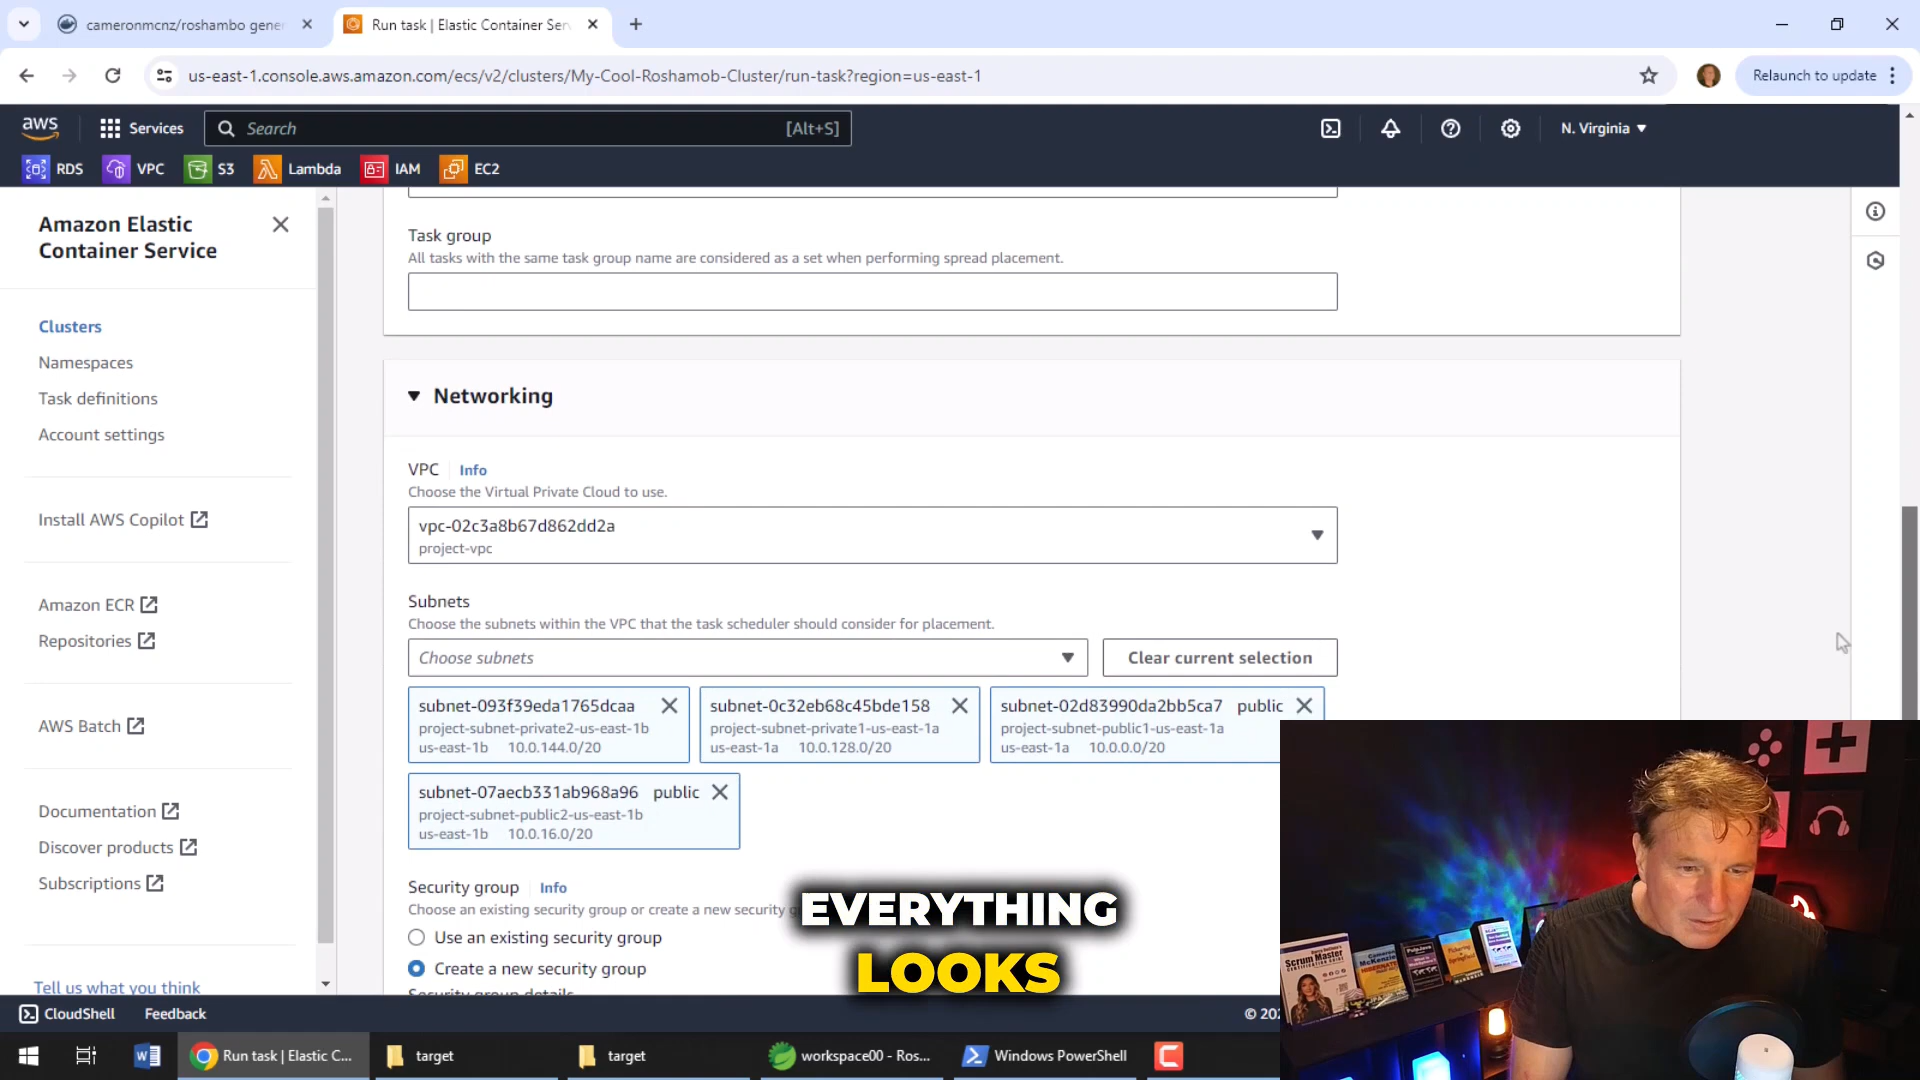 cameronmcnz/roshambo gener
Run task | Elastic Container Serv
us-east-1.console.aws.amazon.com/ecs/v2/clusters/My-Cool-Roshamob-Cluster/run-task?region=us-east-1
Relaunch to update
aws
Services
Search
[Alt+S]
N. Virginia
RDS
VPC
S3
Lambda
IAM
EC2
Amazon Elastic
Container Service
Clusters
Namespaces
Task definitions
Account settings
Install AWS Copilot
Amazon ECR
Repositories
AWS Batch
Documentation
Discover products
Subscriptions
Tell us what you think
Task group
All tasks with the same task group name are considered as a set when performing spread placement.
Networking
VPC Info
Choose the Virtual Private Cloud to use.
vpc-02c3a8b67d862dd2a
project-vpc
Subnets
Choose the subnets within the VPC that the task scheduler should consider for placement.
Choose subnets
Clear current selection
subnet-093f39eda1765dcaa
project-subnet-private2-us-east-1b
us-east-1b 10.0.144.0/20
subnet-0c32eb68c45bde158
project-subnet-private1-us-east-1a
us-east-1a 10.0.128.0/20
subnet-02d83990da2bb5ca7 public
project-subnet-public1-us-east-1a
us-east-1a 10.0.0.0/20
subnet-07aecb331ab968a96 public
project-subnet-public2-us-east-1b
us-east-1b 10.0.16.0/20
Security group Info
Choose an existing security group or create a new security g
Use an existing security group
Create a new security group
Security group details
EVERYTHING
LOOKS
Scrum Master
CloudShell
Feedback
© 202
Run task | Elastic C...
target
target
workspace00 - Ros...
Windows PowerShell